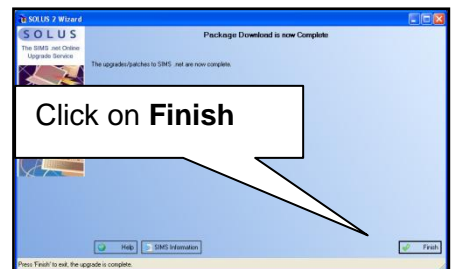 SOLUS 2 Wizard
SOLUS
The SIMS .net Online
Upgrade Service
Package Download is now Complete
The upgrades/patches to SIMS .net are now complete.
Click on Finish
Help
SIMS Information
Finish
Press 'Finish' to exit, the upgrade is complete.